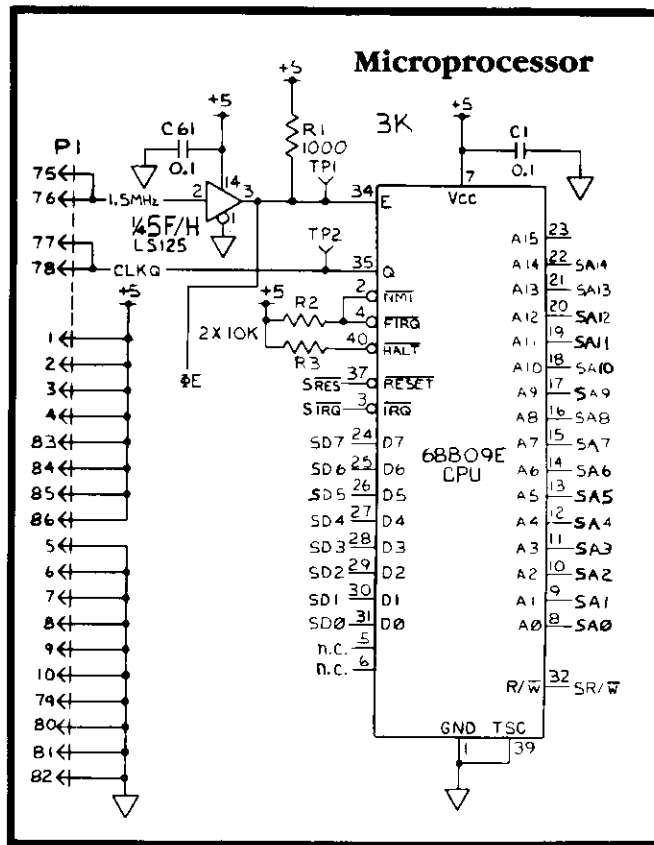 Microprocessor
+5
+5
+5
3K
P1
C61
0.1
R1
1000
TP1
C1
0.1
75
76
1.5MHz
2
14
3
1
¼5F/H
LS125
34
E
7
VCC
77
78
CLKQ
TP2
35
Q
+5
+5
R2
2X10K
R3
2
NMI
4
FIRQ
40
HALT
ΦE
SRES
37
RESET
SIRQ
3
IRQ
1
2
3
4
83
84
85
86
5
6
7
8
9
10
79
80
81
82
SD7 24 D7
SD6 25 D6
SD5 26 D5
SD4 27 D4
SD3 28 D3
SD2 29 D2
SD1 30 D1
SD0 31 D0
n.c. 5
n.c. 6
68B09E
CPU
A15 23
A14 22 SA14
A13 21 SA13
A12 20 SA12
A11 19 SA11
A10 18 SA10
A9 17 SA9
A8 16 SA8
A7 15 SA7
A6 14 SA6
A5 13 SA5
A4 12 SA4
A3 11 SA3
A2 10 SA2
A1 9 SA1
A0 8 SA0
R/W 32 SR/W
GND TSC
1 39